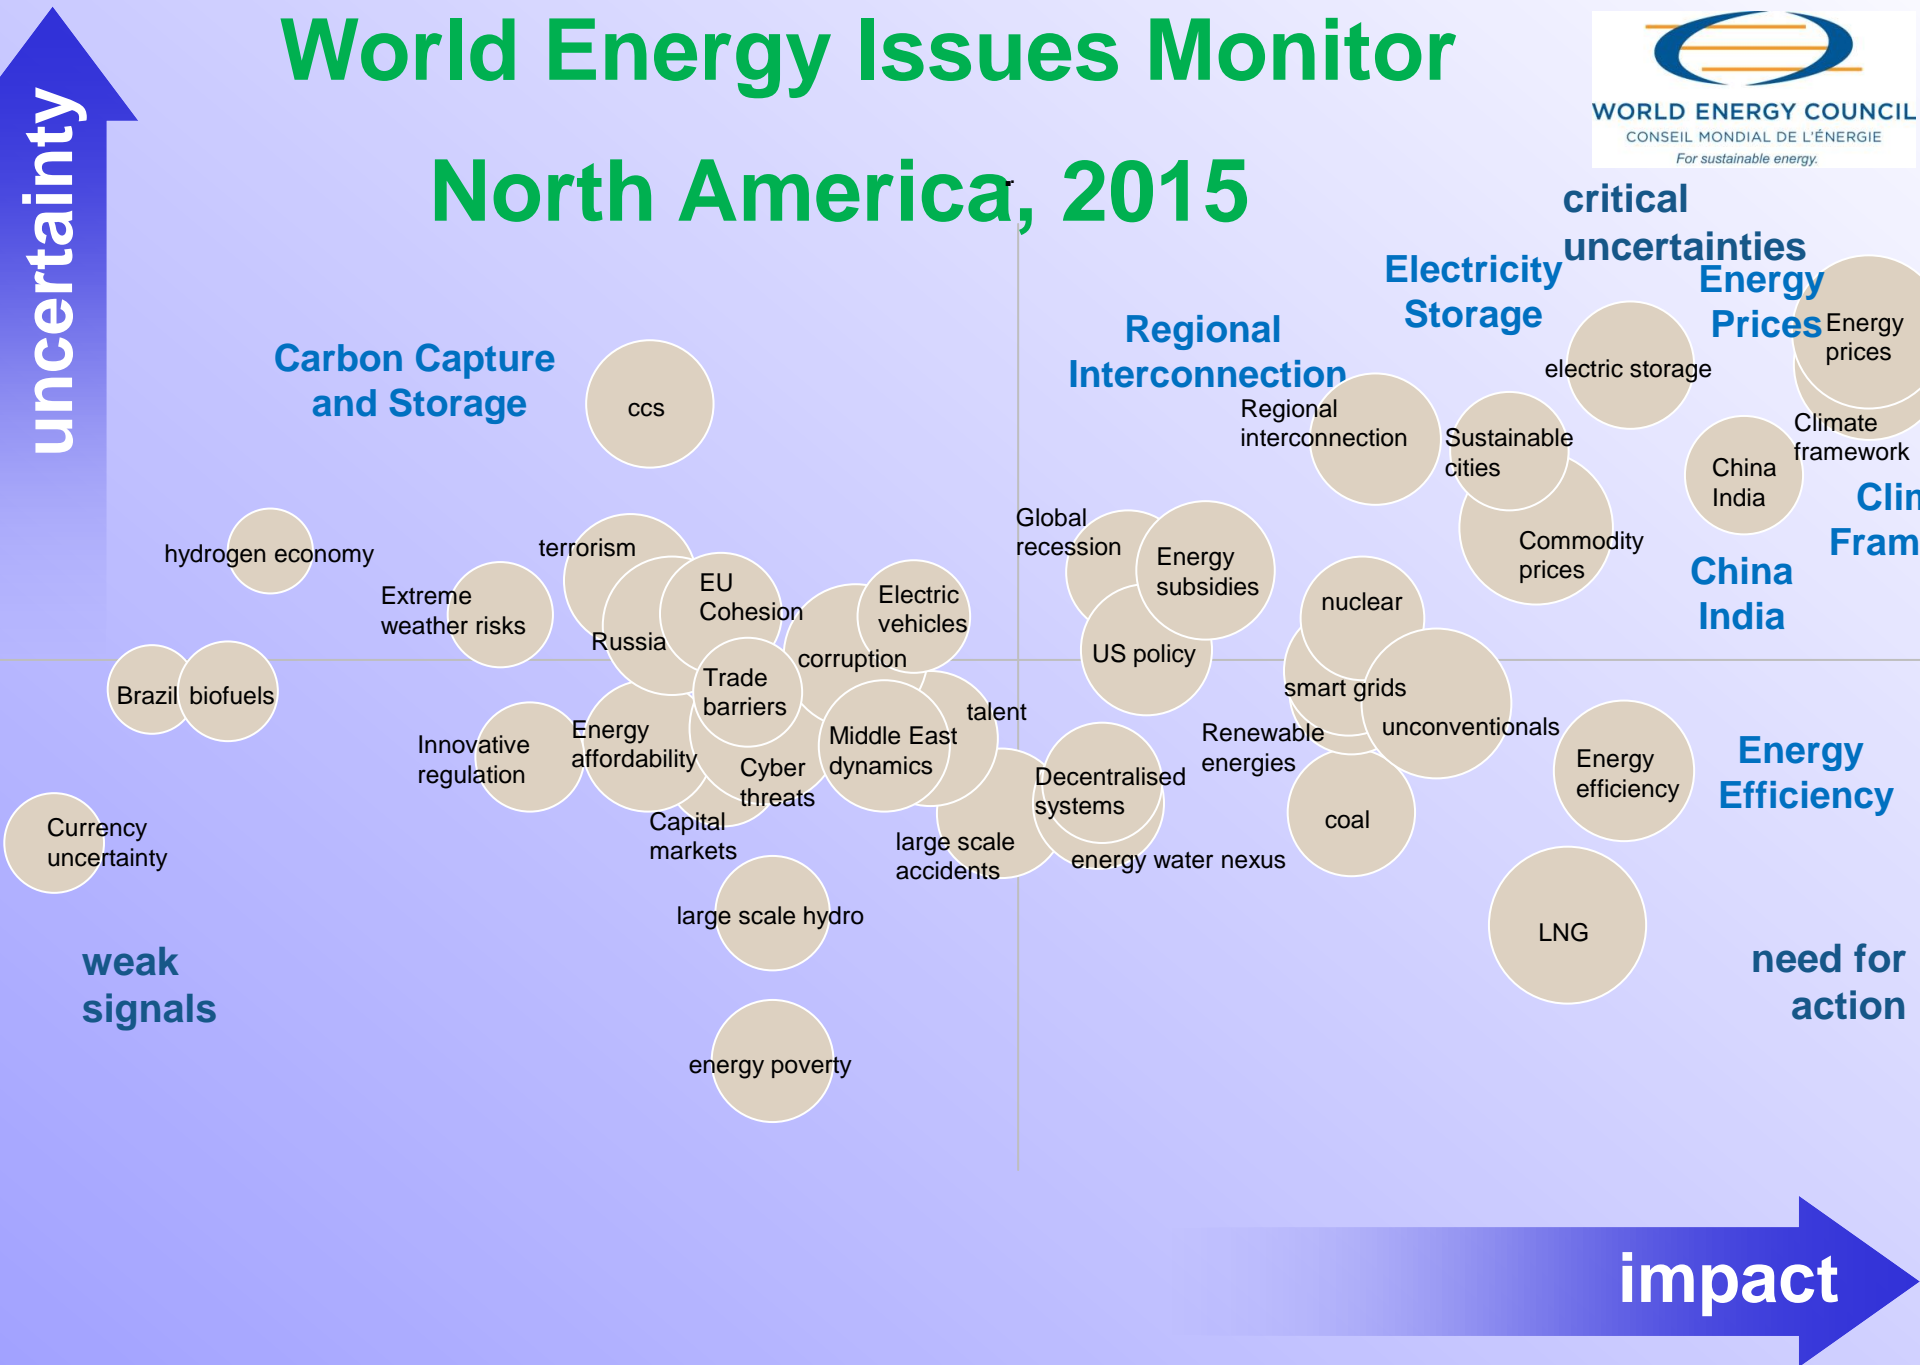 World Energy Issues Monitor
North America, 2015
WORLD ENERGY COUNCIL
CONSEIL MONDIAL DE L'ÉNERGIE
For sustainable energy.
uncertainty
critical
uncertainties
Electricity
Storage
Energy
Prices
Energy
prices
Regional
Interconnection
Carbon Capture
and Storage
ccs
electric storage
Regional
interconnection
Sustainable
cities
Climate
framework
China
India
Clim
Fram
China
India
Commodity
prices
Global
recession
Energy
subsidies
nuclear
hydrogen economy
terrorism
Extreme
weather risks
EU
Cohesion
Electric
vehicles
Russia
corruption
US policy
Brazil
biofuels
Trade
barriers
smart grids
unconventionals
talent
Innovative
regulation
Energy
affordability
Middle East
dynamics
Renewable
energies
Energy
efficiency
Energy
Efficiency
Cyber
threats
Decentralised
systems
Currency
uncertainty
Capital
markets
large scale
accidents
energy water nexus
coal
large scale hydro
LNG
weak
signals
need for
action
energy poverty
impact